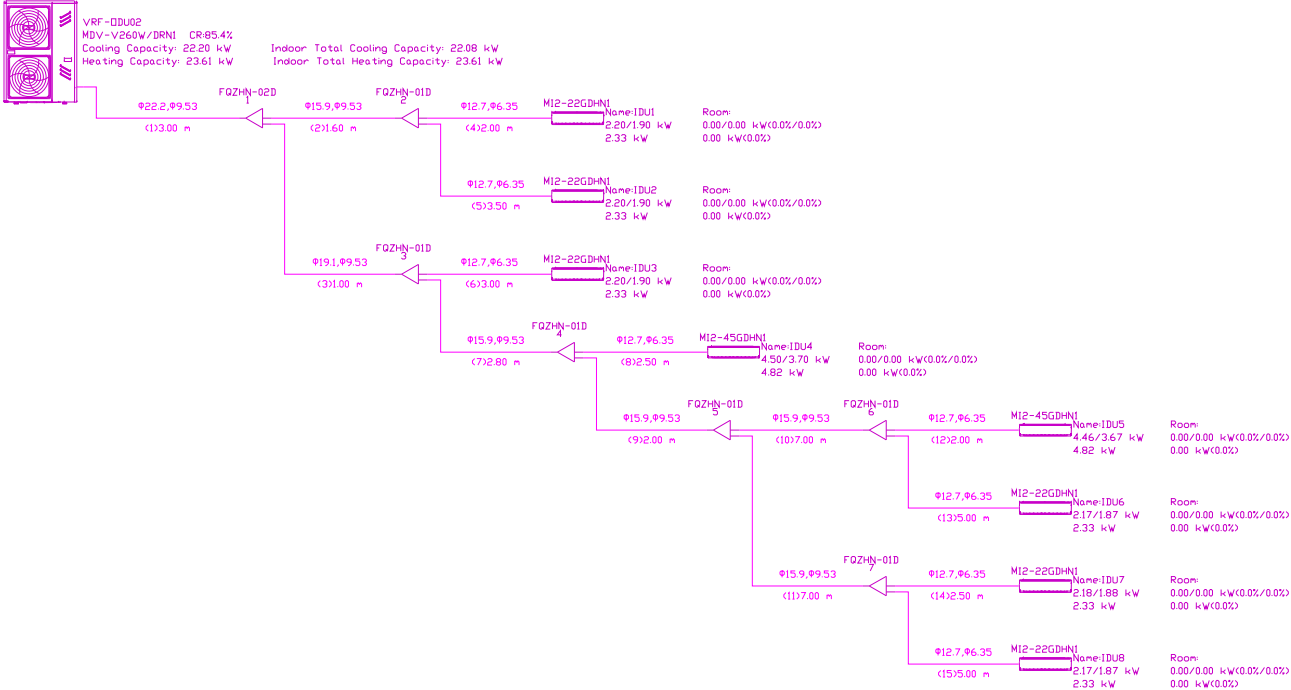 VRF-ODU02
MDV-V260W/DRN1 CR:85.4%
Cooling Capacity: 22.20 kW Indoor Total Cooling Capacity: 22.08 kW
Heating Capacity: 23.61 kW Indoor Total Heating Capacity: 23.61 kW
FQZHN-02D
1
Φ22.2,Φ9.53
(1)3.00 m
FQZHN-01D
2
Φ15.9,Φ9.53
(2)1.60 m
MI2-22GDHN1
Φ12.7,Φ6.35
(4)2.00 m
Name:IDU1 Room:
2.20/1.90 kW 0.00/0.00 kW(0.0%/0.0%)
2.33 kW 0.00 kW(0.0%)
MI2-22GDHN1
Φ12.7,Φ6.35
(5)3.50 m
Name:IDU2 Room:
2.20/1.90 kW 0.00/0.00 kW(0.0%/0.0%)
2.33 kW 0.00 kW(0.0%)
FQZHN-01D
3
Φ19.1,Φ9.53
(3)1.00 m
MI2-22GDHN1
Φ12.7,Φ6.35
(6)3.00 m
Name:IDU3 Room:
2.20/1.90 kW 0.00/0.00 kW(0.0%/0.0%)
2.33 kW 0.00 kW(0.0%)
FQZHN-01D
4
Φ15.9,Φ9.53
(7)2.80 m
MI2-45GDHN1
Φ12.7,Φ6.35
(8)2.50 m
Name:IDU4 Room:
4.50/3.70 kW 0.00/0.00 kW(0.0%/0.0%)
4.82 kW 0.00 kW(0.0%)
FQZHN-01D
5
Φ15.9,Φ9.53
(9)2.00 m
FQZHN-01D
6
Φ15.9,Φ9.53
(10)7.00 m
MI2-45GDHN1
Φ12.7,Φ6.35
(12)2.00 m
Name:IDU5 Room:
4.46/3.67 kW 0.00/0.00 kW(0.0%/0.0%)
4.82 kW 0.00 kW(0.0%)
MI2-22GDHN1
Φ12.7,Φ6.35
(13)5.00 m
Name:IDU6 Room:
2.17/1.87 kW 0.00/0.00 kW(0.0%/0.0%)
2.33 kW 0.00 kW(0.0%)
FQZHN-01D
7
Φ15.9,Φ9.53
(11)7.00 m
MI2-22GDHN1
Φ12.7,Φ6.35
(14)2.50 m
Name:IDU7 Room:
2.18/1.88 kW 0.00/0.00 kW(0.0%/0.0%)
2.33 kW 0.00 kW(0.0%)
MI2-22GDHN1
Φ12.7,Φ6.35
(15)5.00 m
Name:IDU8 Room:
2.17/1.87 kW 0.00/0.00 kW(0.0%/0.0%)
2.33 kW 0.00 kW(0.0%)